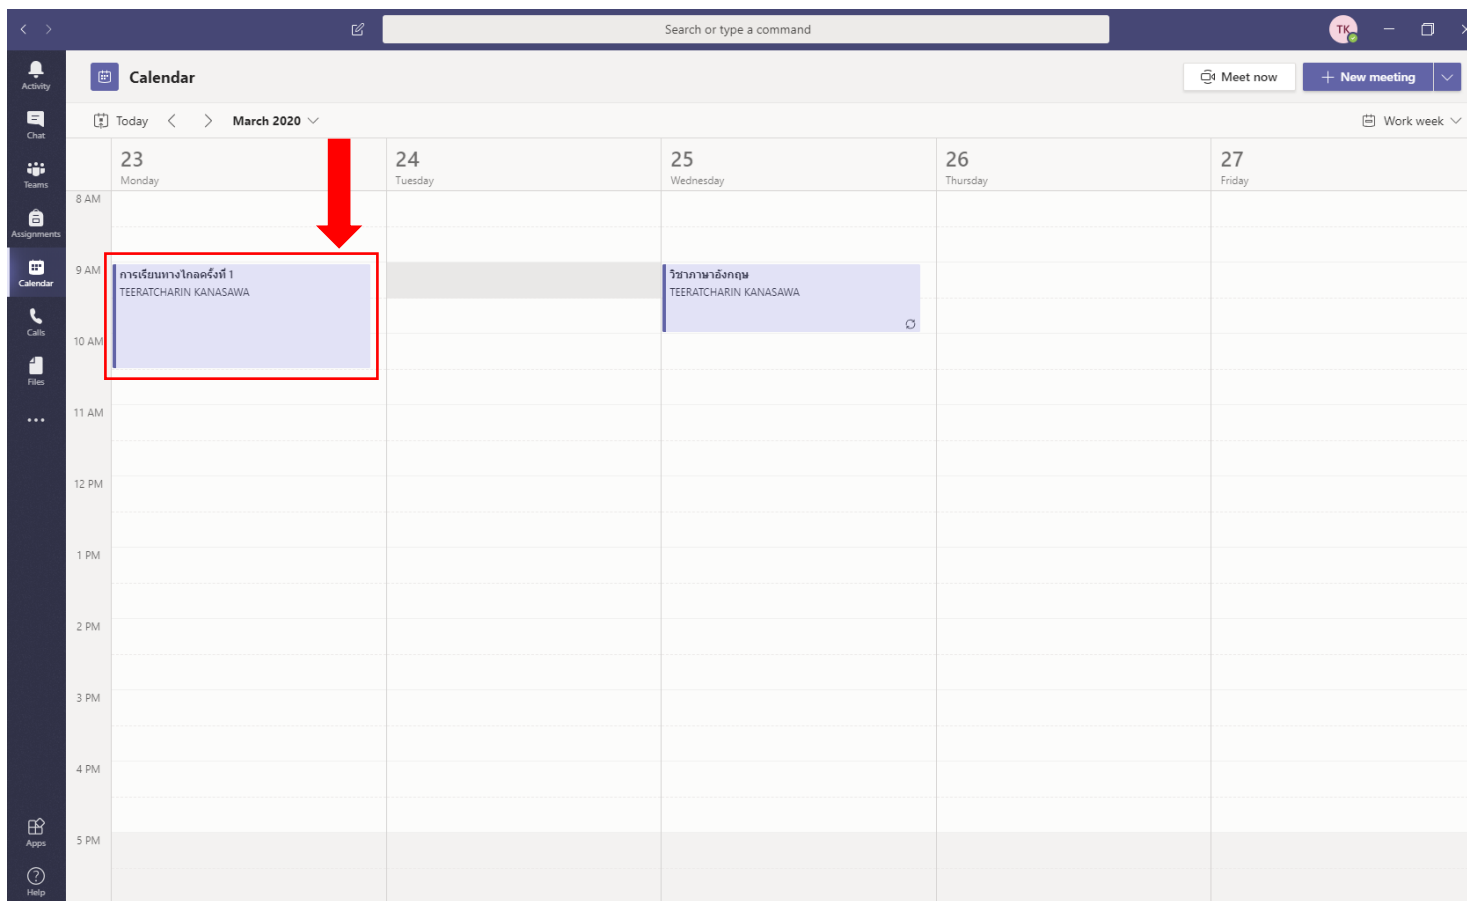 Search or type a command
TK
Activity
Chat
Teams
Assignments
Calendar
Calls
Files
Apps
Help
Calendar
Meet now
New meeting
Today
March 2020
Work week
23
Monday
24
Tuesday
25
Wednesday
26
Thursday
27
Friday
8 AM
9 AM
10 AM
11 AM
12 PM
1 PM
2 PM
3 PM
4 PM
5 PM
การเรียนทางไกลครั้งที่ 1
TEERATCHARIN KANASAWA
วิชาภาษาอังกฤษ
TEERATCHARIN KANASAWA